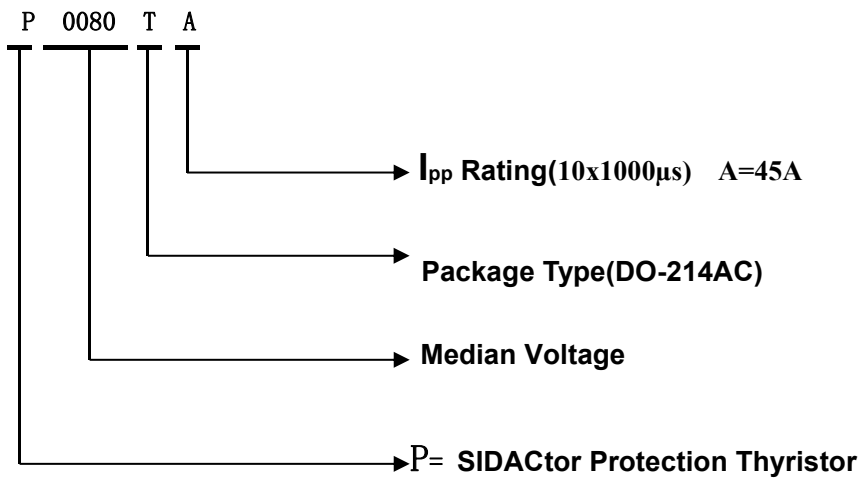 P 0080 T A
Ipp Rating(10x1000μs) A=45A
Package Type(DO-214AC)
Median Voltage
P= SIDACtor Protection Thyristor